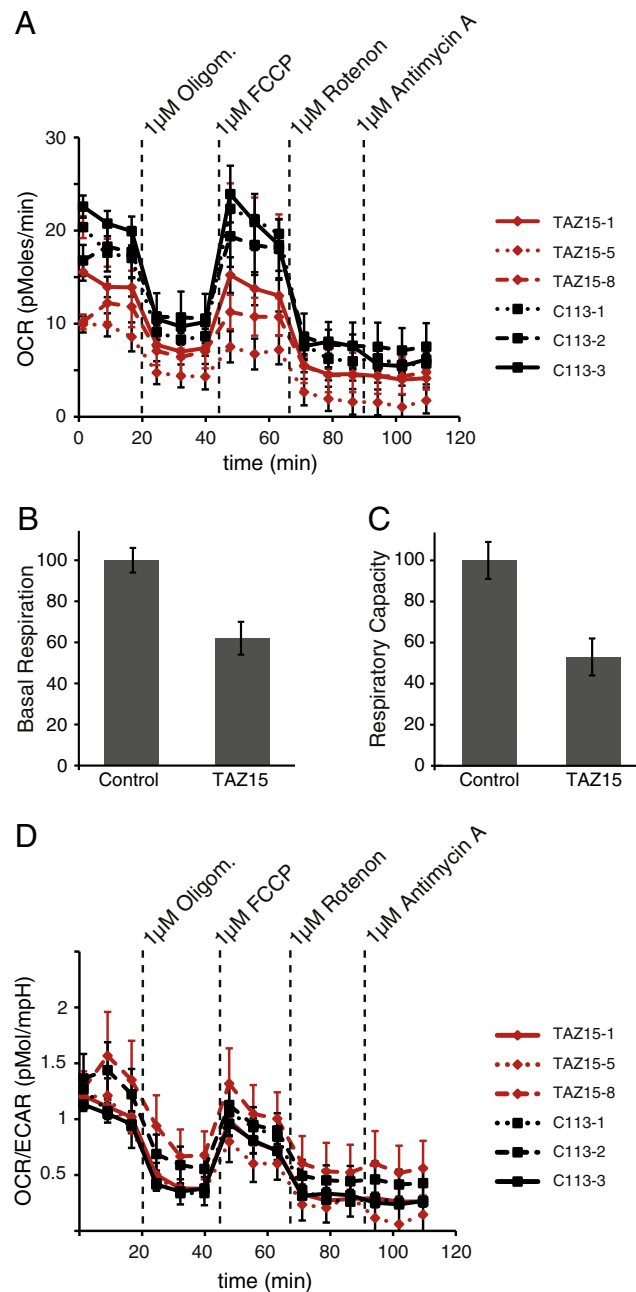 A
1µM Oligom.
1µM FCCP
1µM Rotenon
1µM Antimycin A
OCR (pMoles/min)
30
20
10
0
0 20 40 60 80 100 120
time (min)
TAZ15-1
TAZ15-5
TAZ15-8
C113-1
C113-2
C113-3
B
Basal Respiration
100
80
60
40
20
0
Control TAZ15
C
Respiratory Capacity
100
80
60
40
20
0
Control TAZ15
D
1µM Oligom.
1µM FCCP
1µM Rotenon
1µM Antimycin A
OCR/ECAR (pMol/mpH)
2
1.5
1
0.5
20 40 60 80 100 120
time (min)
TAZ15-1
TAZ15-5
TAZ15-8
C113-1
C113-2
C113-3